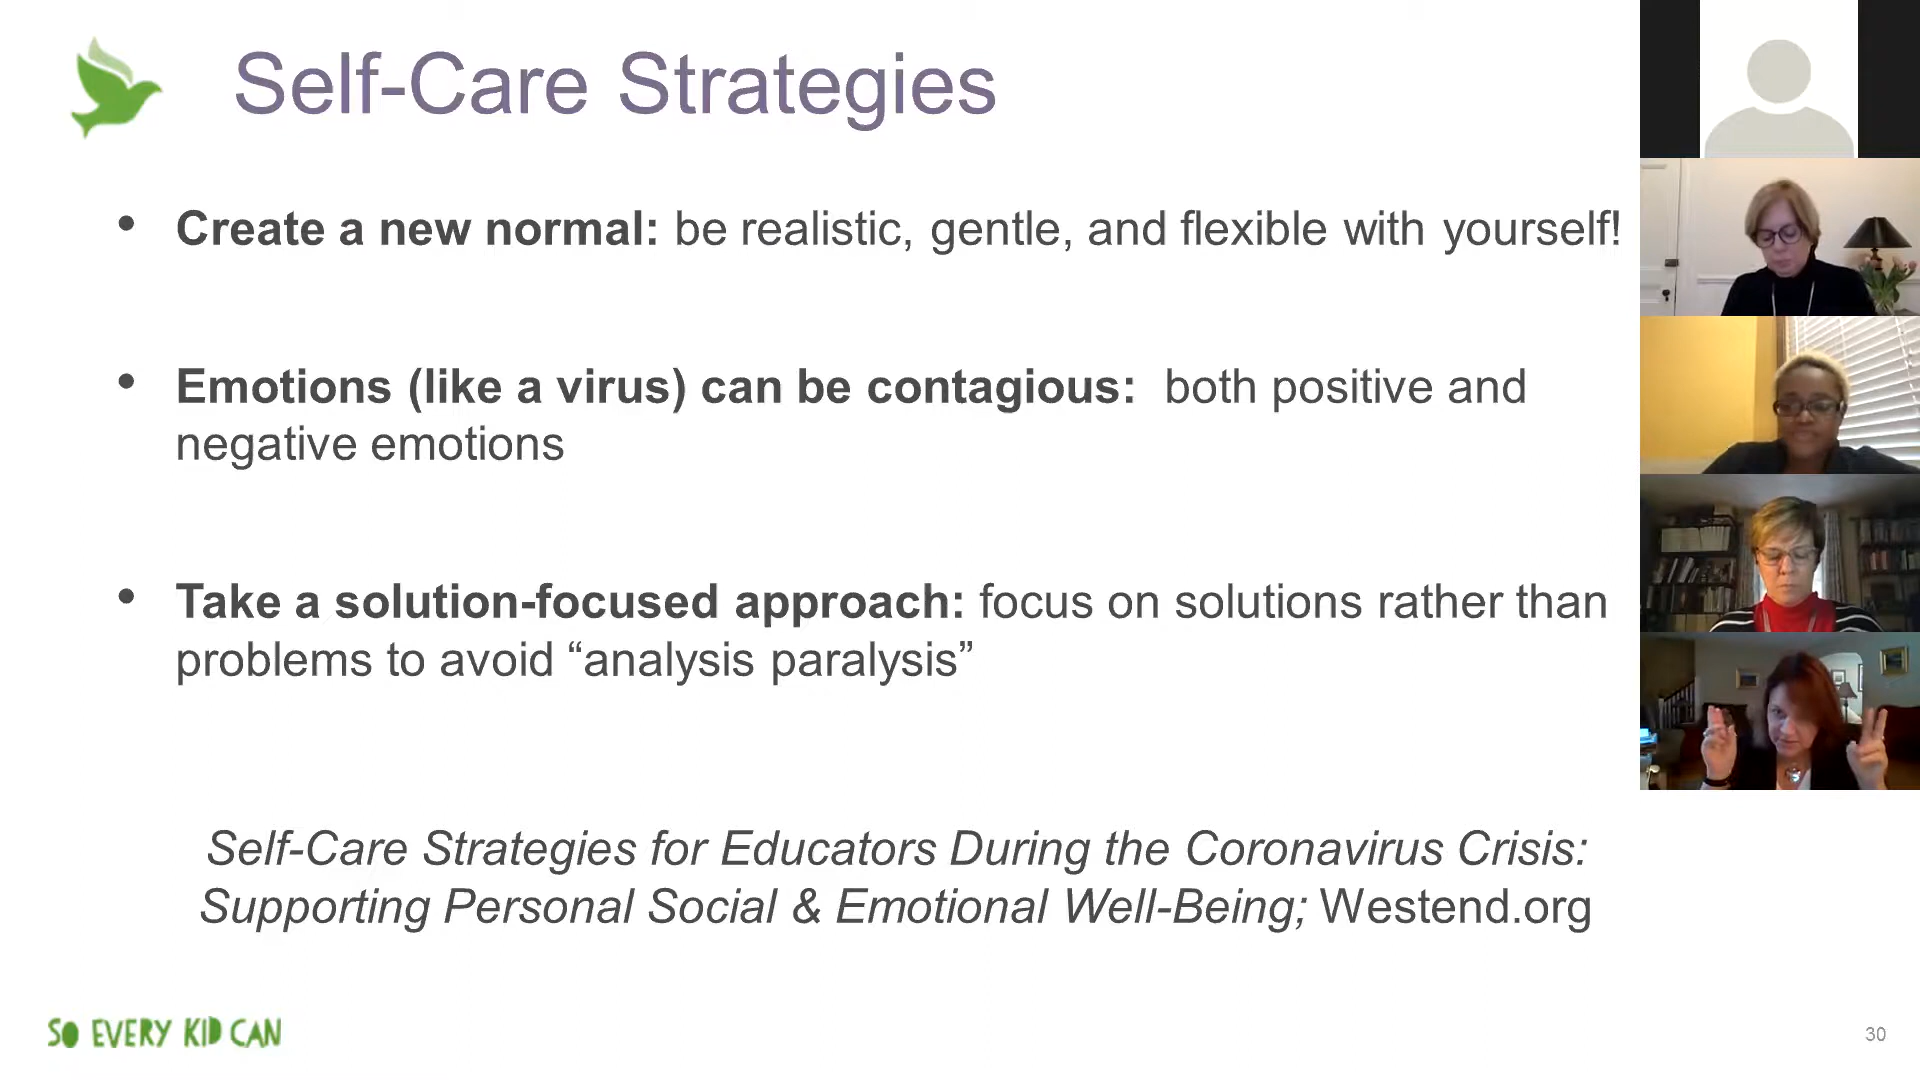 Self-Care Strategies
• Create a new normal: be realistic, gentle, and flexible with yourself!
• Emotions (like a virus) can be contagious:  both positive and
negative emotions
• Take a solution-focused approach: focus on solutions rather than
problems to avoid “analysis paralysis”
Self-Care Strategies for Educators During the Coronavirus Crisis:
Supporting Personal Social & Emotional Well-Being; Westend.org
SO EVERY KID CAN
30